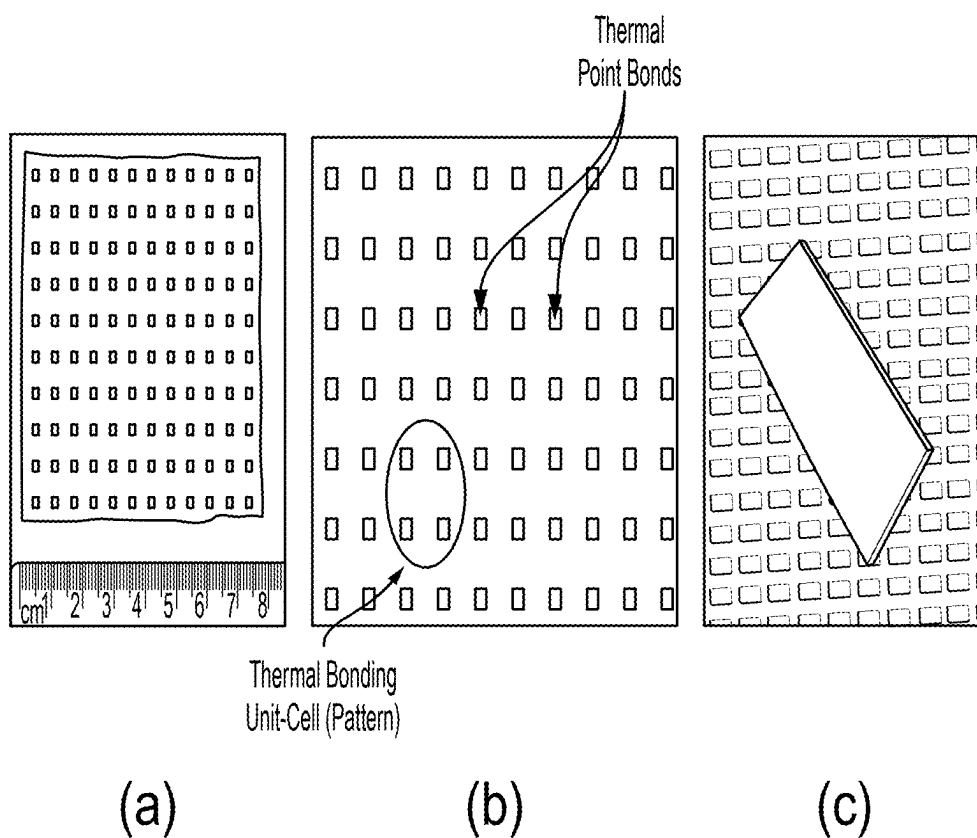 Thermal
Point Bonds
cm 1 2 3 4 5 6 7 8
Thermal Bonding
Unit-Cell (Pattern)
(a) (b) (c)